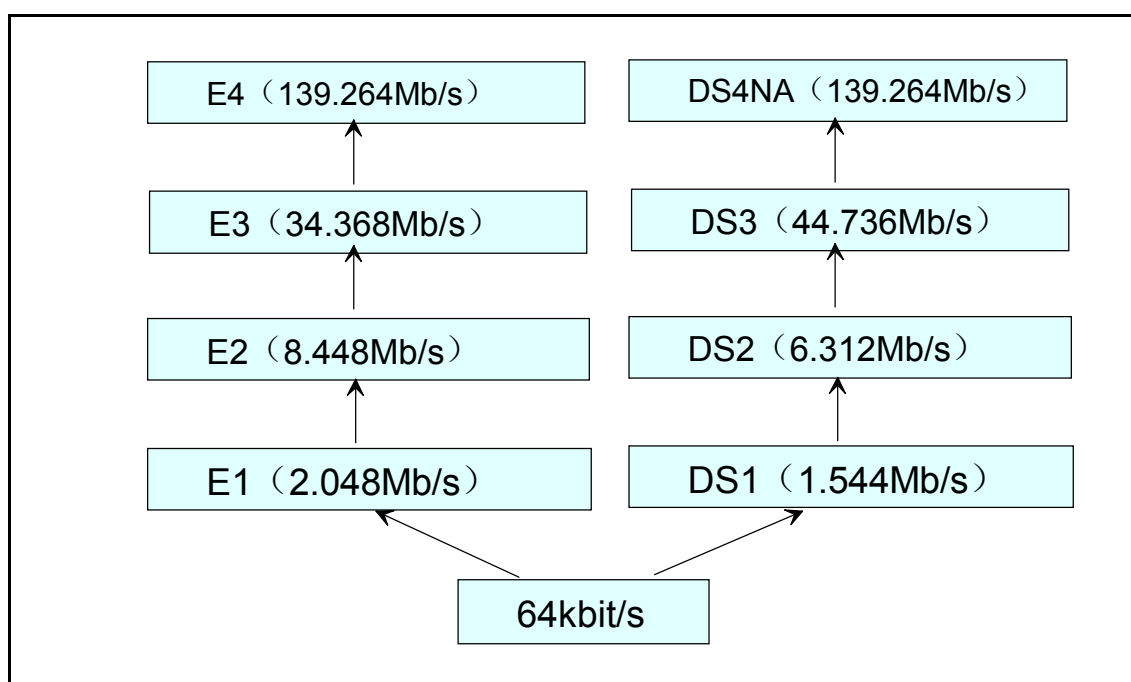 E4（139.264Mb/s）
DS4NA（139.264Mb/s）
E3（34.368Mb/s）
DS3（44.736Mb/s）
E2（8.448Mb/s）
DS2（6.312Mb/s）
E1（2.048Mb/s）
DS1（1.544Mb/s）
64kbit/s